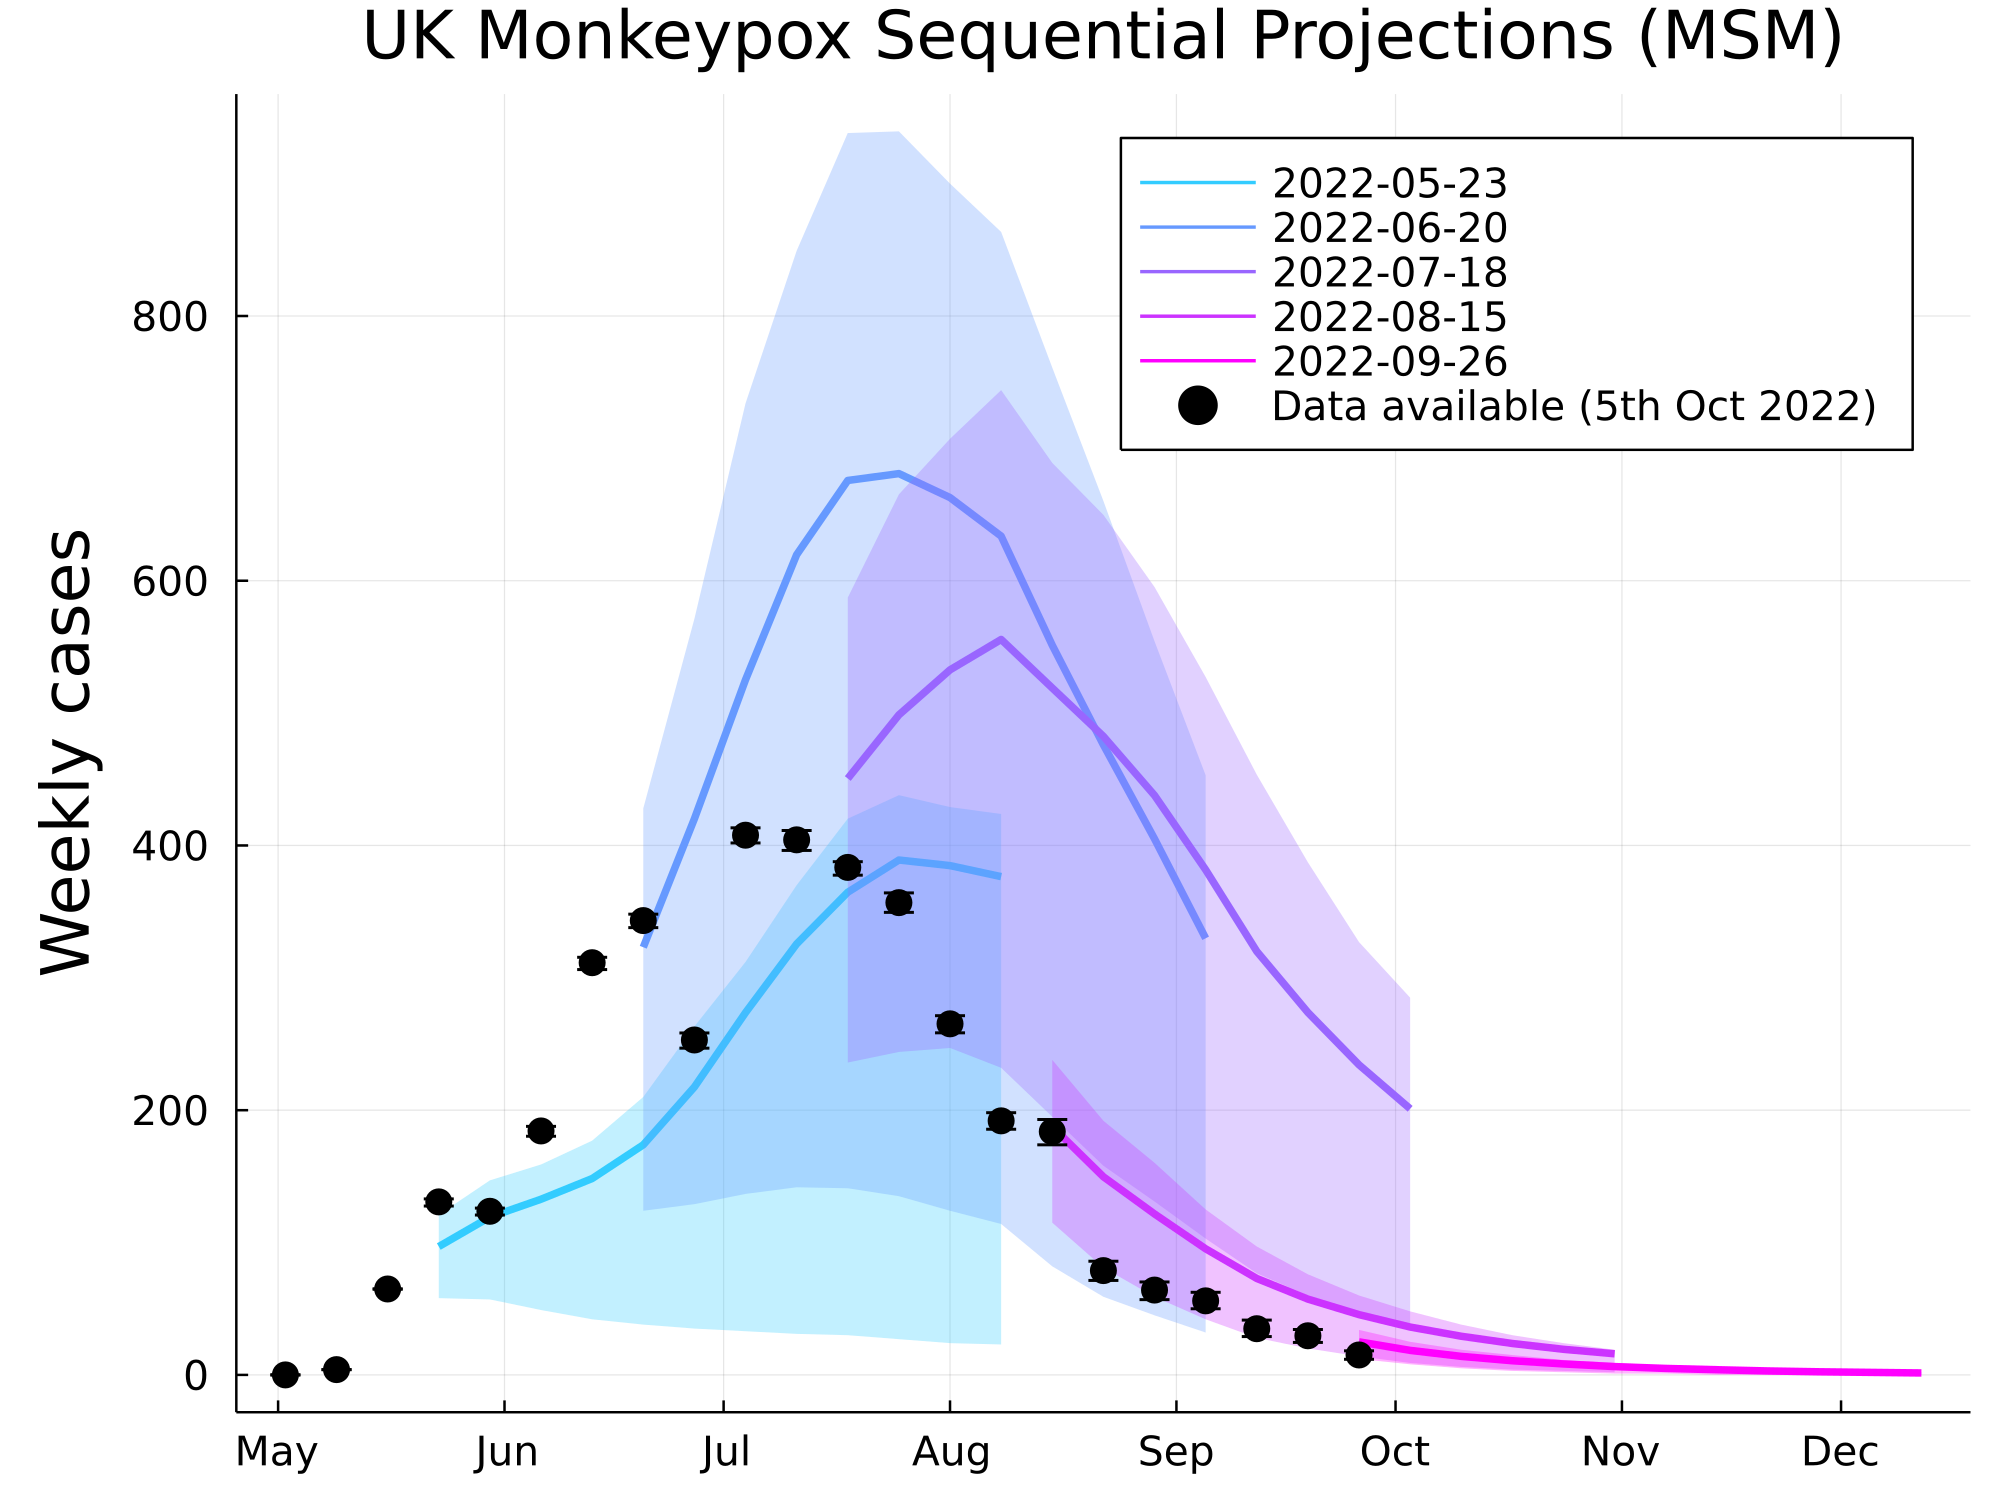 UK Monkeypox Sequential Projections (MSM)
2022-05-23
2022-06-20
2022-07-18
2022-08-15
2022-09-26
Data available (5th Oct 2022)
Weekly cases
800
600
400
200
0
May Jun Jul Aug Sep Oct Nov Dec